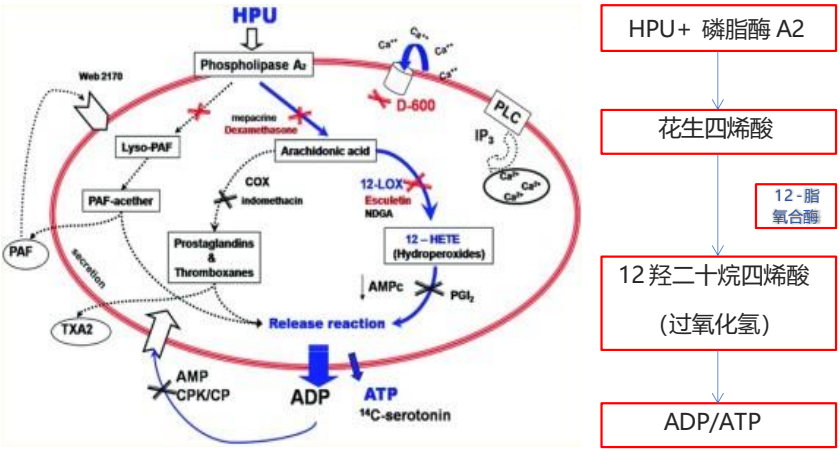 HPU
Phospholipase A₂
Web 2170
Ca⁺⁺
Ca⁺⁺
Ca⁺⁺
Ca⁺⁺
D-600
PLC
IP₃
Ca²⁺
Ca²⁺
Ca²⁺
mepacrine
Dexamethasone
Lyso-PAF
Arachidonic acid
COX
indomethacin
12-LOX
Esculetin
NDGA
PAF-acether
PAF
secretion
Prostaglandins
&
Thromboxanes
12 – HETE
(Hydroperoxides)
AMPc
PGI₂
TXA2
Release reaction
AMP
CPK/CP
ADP
ATP
¹⁴C-serotonin
HPU+ 磷脂酶 A2
花生四烯酸
12 -脂
氧合酶
12 羟二十烷四烯酸
（过氧化氢）
ADP/ATP